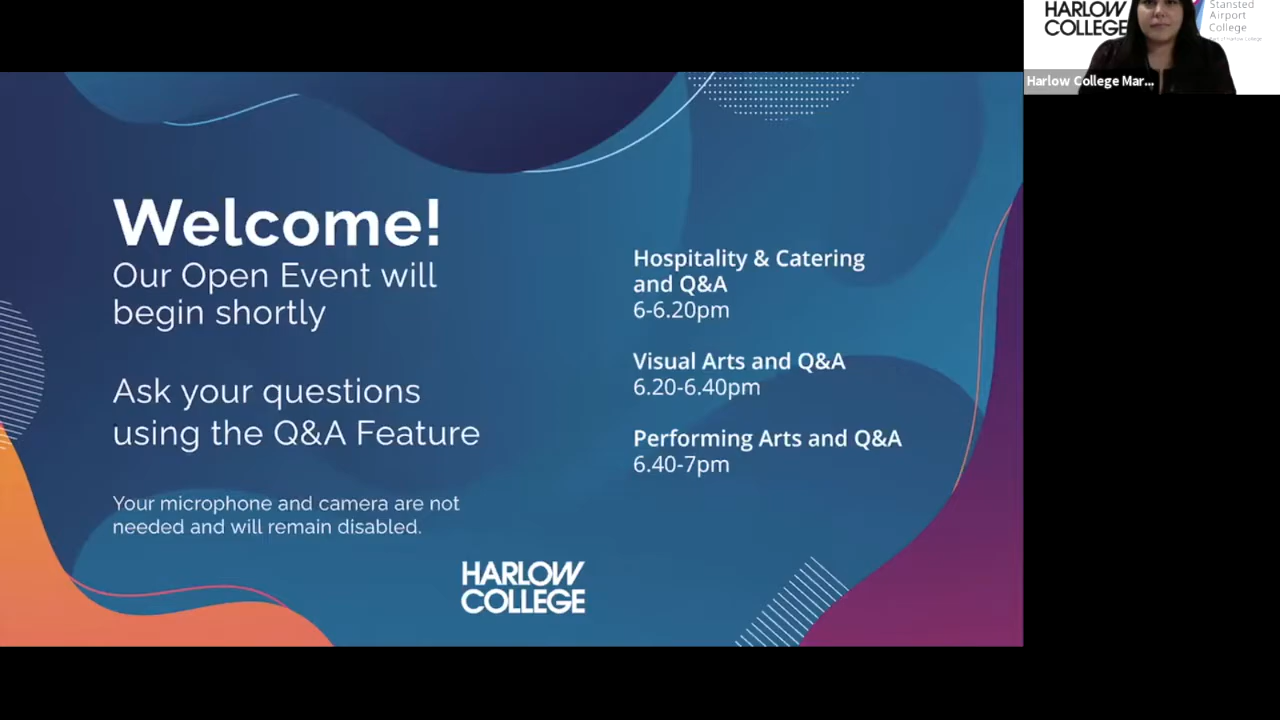 Welcome!
Our Open Event will
begin shortly
Ask your questions
using the Q&A Feature
Your microphone and camera are not
needed and will remain disabled.
Hospitality & Catering
and Q&A
6-6.20pm
Visual Arts and Q&A
6.20-6.40pm
Performing Arts and Q&A
6.40-7pm
HARLOW
COLLEGE
HARLOW
COLLEGE
Stansted
Airport
College
Harlow College Mar...